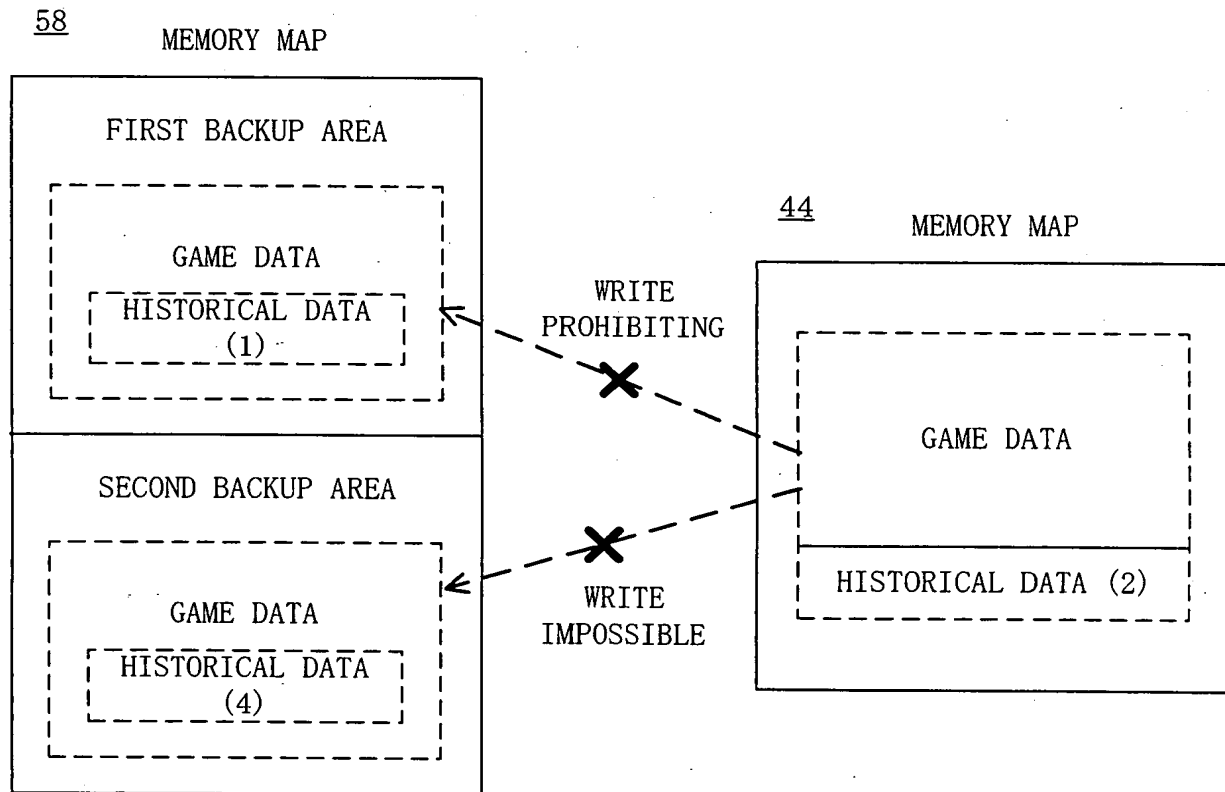 58
MEMORY MAP
FIRST BACKUP AREA
GAME DATA
HISTORICAL DATA
(1)
SECOND BACKUP AREA
GAME DATA
HISTORICAL DATA
(4)
WRITE
PROHIBITING
WRITE
IMPOSSIBLE
44
MEMORY MAP
GAME DATA
HISTORICAL DATA (2)